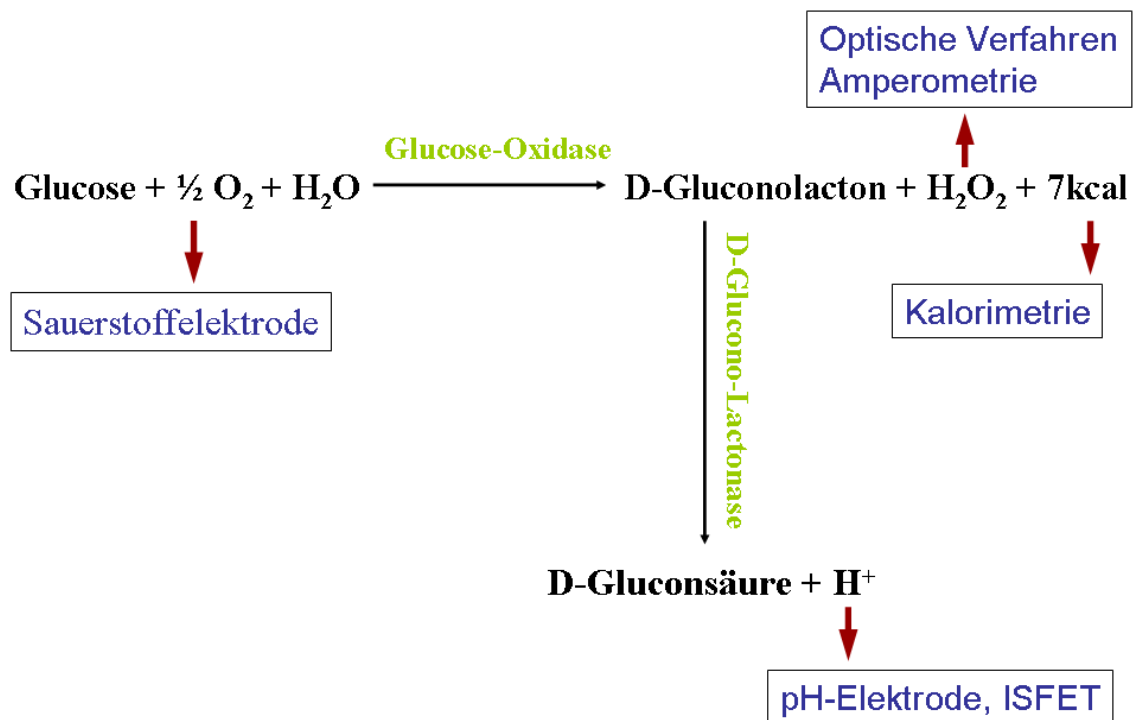 Optische Verfahren
Amperometrie
Glucose-Oxidase
Glucose + ½ O₂ + H₂O
D-Gluconolacton + H₂O₂ + 7kcal
Sauerstoffelektrode
D-Glucono-Lactonase
Kalorimetrie
D-Gluconsäure + H⁺
pH-Elektrode, ISFET